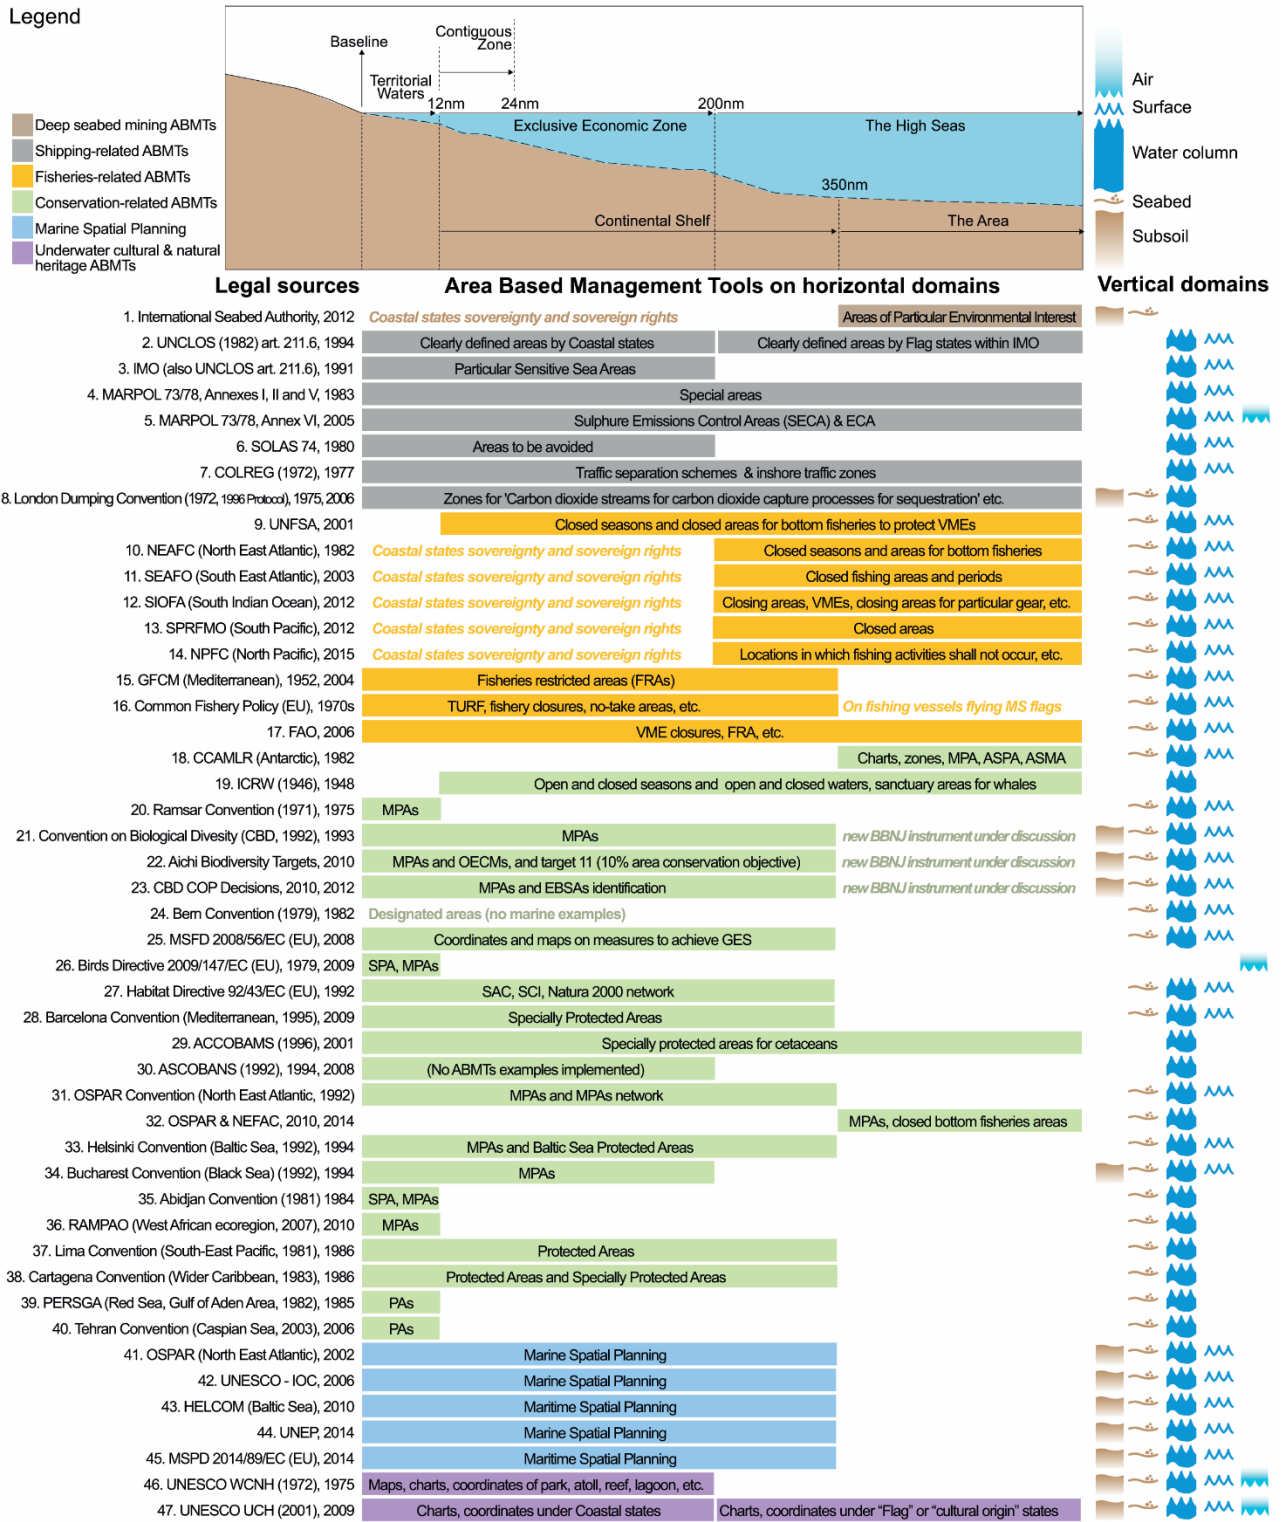 Legend
Baseline
Contiguous
Zone
Territorial
Waters
12nm
24nm
200nm
Exclusive Economic Zone
The High Seas
350nm
Continental Shelf
The Area
Deep seabed mining ABMTs
Shipping-related ABMTs
Fisheries-related ABMTs
Conservation-related ABMTs
Marine Spatial Planning
Underwater cultural & natural
heritage ABMTs
Air
Surface
Water column
Seabed
Subsoil
Legal sources
Area Based Management Tools on horizontal domains
Vertical domains
1. International Seabed Authority, 2012 Coastal states sovereignty and sovereign rights Areas of Particular Environmental Interest
2. UNCLOS (1982) art. 211.6, 1994 Clearly defined areas by Coastal states Clearly defined areas by Flag states within IMO
3. IMO (also UNCLOS art. 211.6), 1991 Particular Sensitive Sea Areas
4. MARPOL 73/78, Annexes I, II and V, 1983 Special areas
5. MARPOL 73/78, Annex VI, 2005 Sulphure Emissions Control Areas (SECA) & ECA
6. SOLAS 74, 1980 Areas to be avoided
7. COLREG (1972), 1977 Traffic separation schemes & inshore traffic zones
8. London Dumping Convention (1972, 1996 Protocol), 1975, 2006 Zones for 'Carbon dioxide streams for carbon dioxide capture processes for sequestration' etc.
9. UNFSA, 2001 Closed seasons and closed areas for bottom fisheries to protect VMEs
10. NEAFC (North East Atlantic), 1982 Coastal states sovereignty and sovereign rights Closed seasons and areas for bottom fisheries
11. SEAFO (South East Atlantic), 2003 Coastal states sovereignty and sovereign rights Closed fishing areas and periods
12. SIOFA (South Indian Ocean), 2012 Coastal states sovereignty and sovereign rights Closing areas, VMEs, closing areas for particular gear, etc.
13. SPRFMO (South Pacific), 2012 Coastal states sovereignty and sovereign rights Closed areas
14. NPFC (North Pacific), 2015 Coastal states sovereignty and sovereign rights Locations in which fishing activities shall not occur, etc.
15. GFCM (Mediterranean), 1952, 2004 Fisheries restricted areas (FRAs)
16. Common Fishery Policy (EU), 1970s TURF, fishery closures, no-take areas, etc. On fishing vessels flying MS flags
17. FAO, 2006 VME closures, FRA, etc.
18. CCAMLR (Antarctic), 1982 Charts, zones, MPA, ASPA, ASMA
19. ICRW (1946), 1948 Open and closed seasons and open and closed waters, sanctuary areas for whales
20. Ramsar Convention (1971), 1975 MPAs
21. Convention on Biological Divesity (CBD, 1992), 1993 MPAs new BBNJ instrument under discussion
22. Aichi Biodiversity Targets, 2010 MPAs and OECMs, and target 11 (10% area conservation objective) new BBNJ instrument under discussion
23. CBD COP Decisions, 2010, 2012 MPAs and EBSAs identification new BBNJ instrument under discussion
24. Bern Convention (1979), 1982 Designated areas (no marine examples)
25. MSFD 2008/56/EC (EU), 2008 Coordinates and maps on measures to achieve GES
26. Birds Directive 2009/147/EC (EU), 1979, 2009 SPA, MPAs
27. Habitat Directive 92/43/EC (EU), 1992 SAC, SCI, Natura 2000 network
28. Barcelona Convention (Mediterranean, 1995), 2009 Specially Protected Areas
29. ACCOBAMS (1996), 2001 Specially protected areas for cetaceans
30. ASCOBANS (1992), 1994, 2008 (No ABMTs examples implemented)
31. OSPAR Convention (North East Atlantic, 1992) MPAs and MPAs network
32. OSPAR & NEFAC, 2010, 2014 MPAs, closed bottom fisheries areas
33. Helsinki Convention (Baltic Sea, 1992), 1994 MPAs and Baltic Sea Protected Areas
34. Bucharest Convention (Black Sea) (1992), 1994 MPAs
35. Abidjan Convention (1981) 1984 SPA, MPAs
36. RAMPAO (West African ecoregion, 2007), 2010 MPAs
37. Lima Convention (South-East Pacific, 1981), 1986 Protected Areas
38. Cartagena Convention (Wider Caribbean, 1983), 1986 Protected Areas and Specially Protected Areas
39. PERSGA (Red Sea, Gulf of Aden Area, 1982), 1985 PAs
40. Tehran Convention (Caspian Sea, 2003), 2006 PAs
41. OSPAR (North East Atlantic), 2002 Marine Spatial Planning
42. UNESCO - IOC, 2006 Marine Spatial Planning
43. HELCOM (Baltic Sea), 2010 Maritime Spatial Planning
44. UNEP, 2014 Marine Spatial Planning
45. MSPD 2014/89/EC (EU), 2014 Maritime Spatial Planning
46. UNESCO WCNH (1972), 1975 Maps, charts, coordinates of park, atoll, reef, lagoon, etc.
47. UNESCO UCH (2001), 2009 Charts, coordinates under Coastal states Charts, coordinates under “Flag” or “cultural origin” states